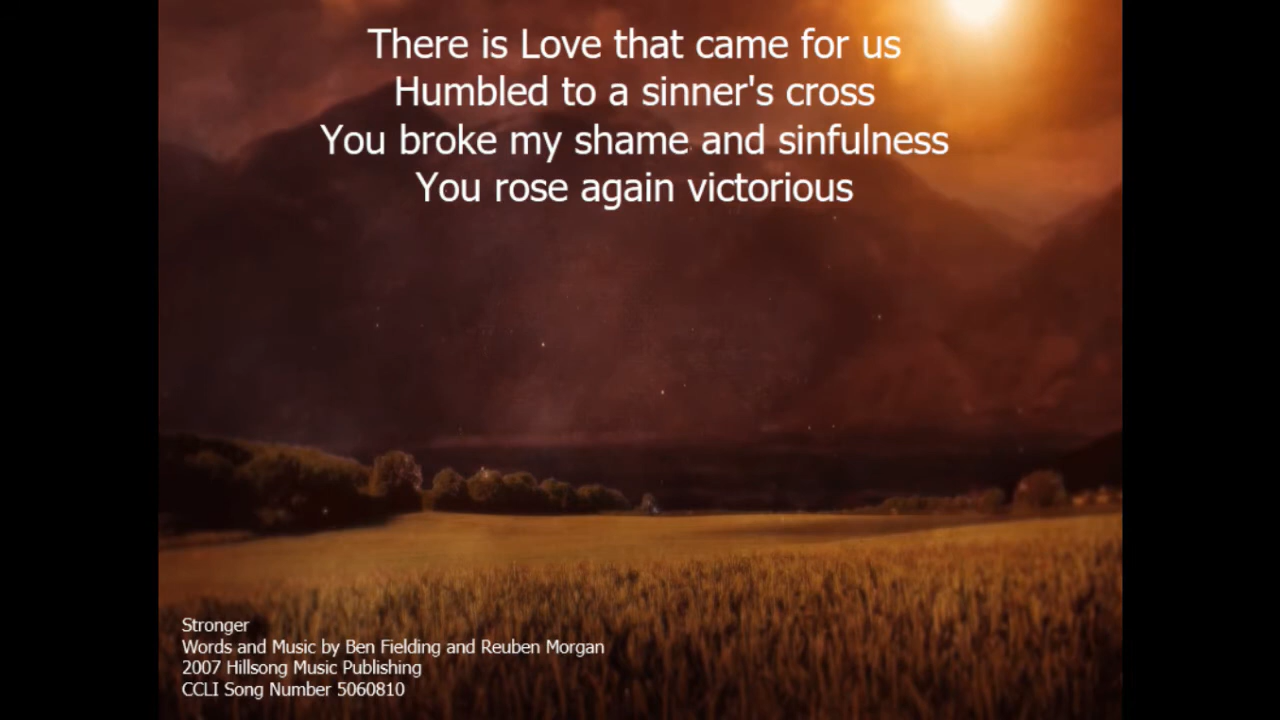 There is Love that came for us
Humbled to a sinner's cross
You broke my shame and sinfulness
You rose again victorious
Stronger
Words and Music by Ben Fielding and Reuben Morgan
2007 Hillsong Music Publishing
CCLI Song Number 5060810